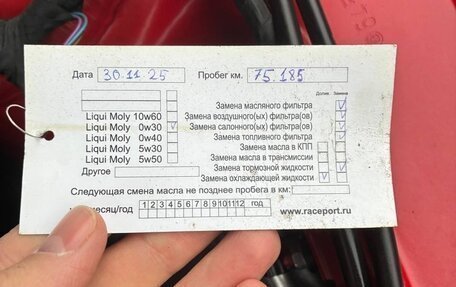 Дата 30.11.25 Пробег км. 75.185
Liqui Moly 10w60
Liqui Moly 0w30
Liqui Moly 0w40
Liqui Moly 5w30
Liqui Moly 5w50
Другое
Долив Замена
Замена масляного фильтра
Замена воздушного(ых) фильтра(ов)
Замена салонного(ых) фильтра(ов)
Замена топливного фильтра
Замена масла в КПП
Замена масла в трансмиссии
Замена тормозной жидкости
Замена охлаждающей жидкости
Следующая смена масла не позднее пробега в км:
месяц/год 1 2 3 4 5 6 7 8 9 10 11 12 год
www.raceport.ru